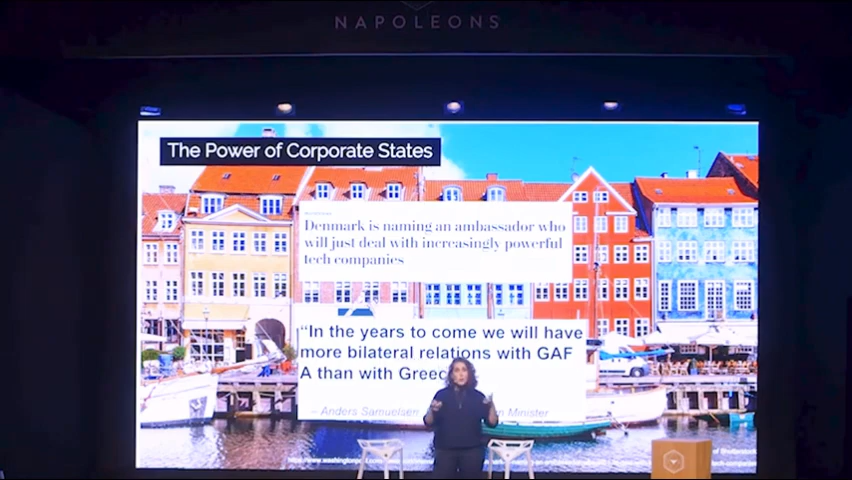 NAPOLEONS
The Power of Corporate States
Denmark is naming an ambassador who
will just deal with increasingly powerful
tech companies
“In the years to come we will have
more bilateral relations with GAF
A than with Greec
– Anders Samuelsen
n Minister